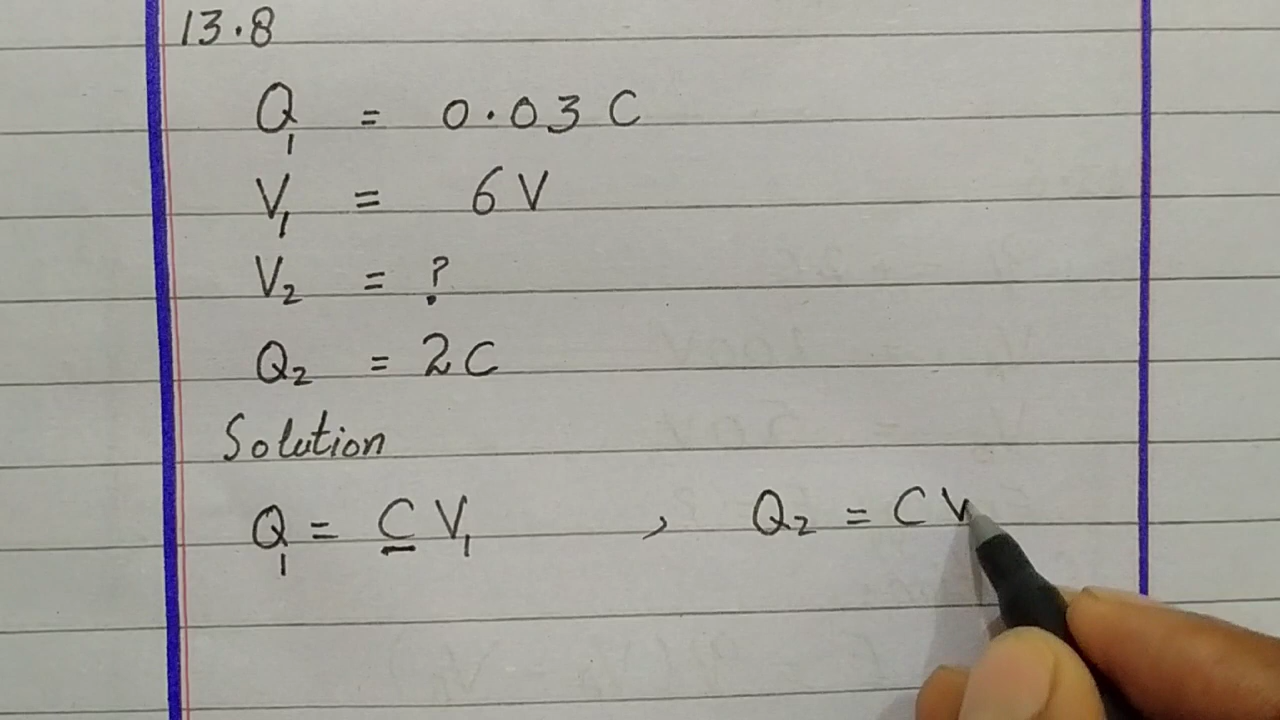 13.8
Q₁ = 0.03 C
V₁ = 6 V
V₂ = ?
Q₂ = 2 C
Solution
Q₁ = C V₁ , Q₂ = C V